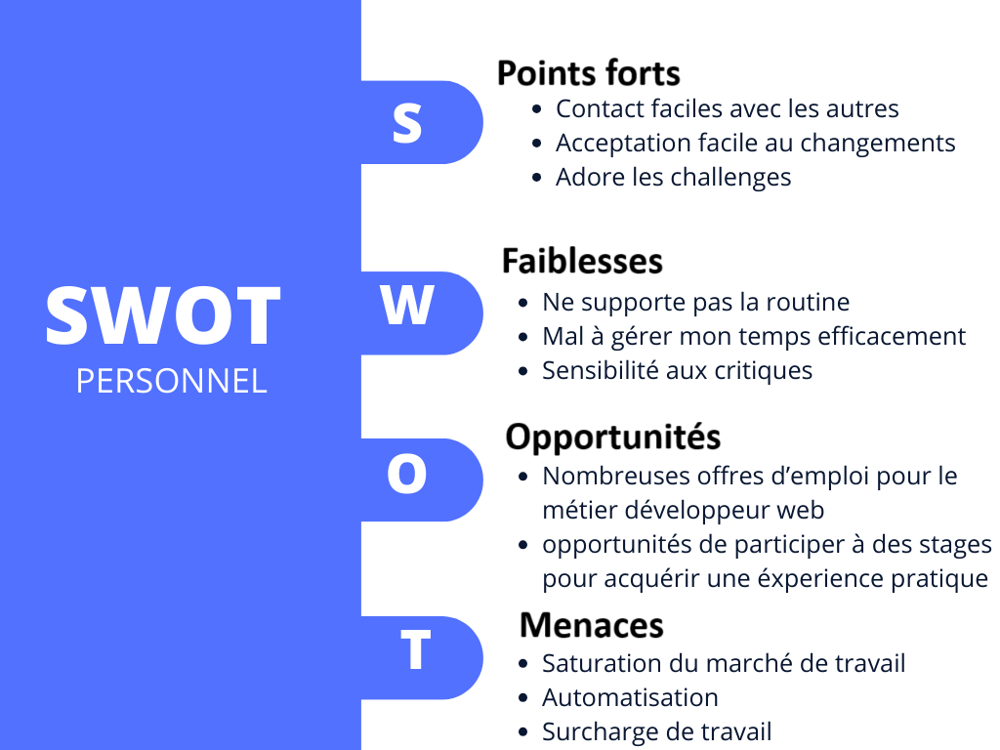 SWOT
PERSONNEL
S
Points forts
• Contact faciles avec les autres
• Acceptation facile au changements
• Adore les challenges
W
Faiblesses
• Ne supporte pas la routine
• Mal à gérer mon temps efficacement
• Sensibilité aux critiques
O
Opportunités
• Nombreuses offres d’emploi pour le
métier développeur web
• opportunités de participer à des stages
pour acquérir une éxperience pratique
T
Menaces
• Saturation du marché de travail
• Automatisation
• Surcharge de travail